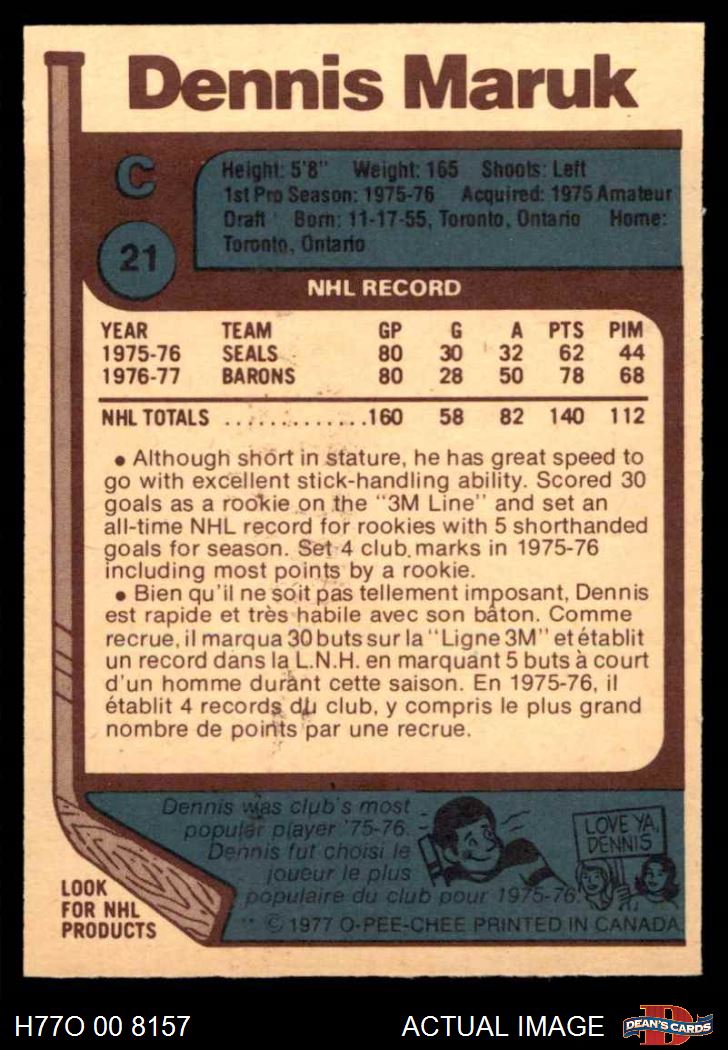 Dennis Maruk
C
Height: 5'8" Weight: 165 Shoots: Left
1st Pro Season: 1975-76 Acquired: 1975 Amateur
Draft Born: 11-17-55, Toronto, Ontario Home:
Toronto, Ontario
21
NHL RECORD
YEAR TEAM GP G A PTS PIM
1975-76 SEALS 80 30 32 62 44
1976-77 BARONS 80 28 50 78 68
NHL TOTALS .............160 58 82 140 112
• Although short in stature, he has great speed to
go with excellent stick-handling ability. Scored 30
goals as a rookie on the "3M Line" and set an
all-time NHL record for rookies with 5 shorthanded
goals for season. Set 4 club marks in 1975-76
including most points by a rookie.
• Bien qu'il ne soit pas tellement imposant, Dennis
est rapide et très habile avec son bâton. Comme
recrue, il marqua 30 buts sur la "Ligne 3M" et établit
un record dans la L.N.H. en marquant 5 buts à court
d'un homme durant cette saison. En 1975-76, il
établit 4 records du club, y compris le plus grand
nombre de points par une recrue.
Dennis was club's most
popular player '75-76.
Dennis fut choisi le
joueur le plus
populaire du club pour 1975-76.
LOVE YA,
DENNIS
© 1977 O-PEE-CHEE PRINTED IN CANADA
LOOK
FOR NHL
PRODUCTS
H77O 00 8157
ACTUAL IMAGE
D
DEAN'S CARDS